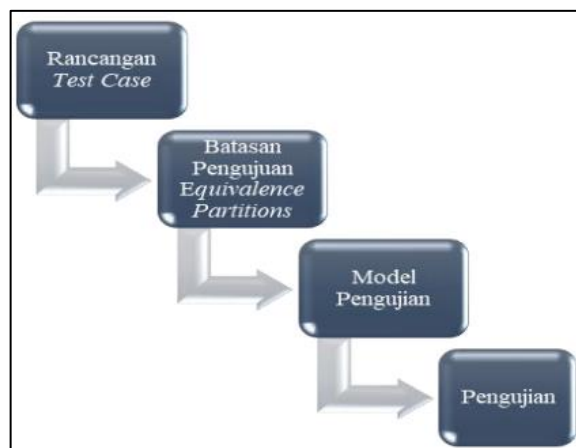 Rancangan
Test Case
Batasan
Pengujuan
Equivalence
Partitions
Model
Pengujian
Pengujian